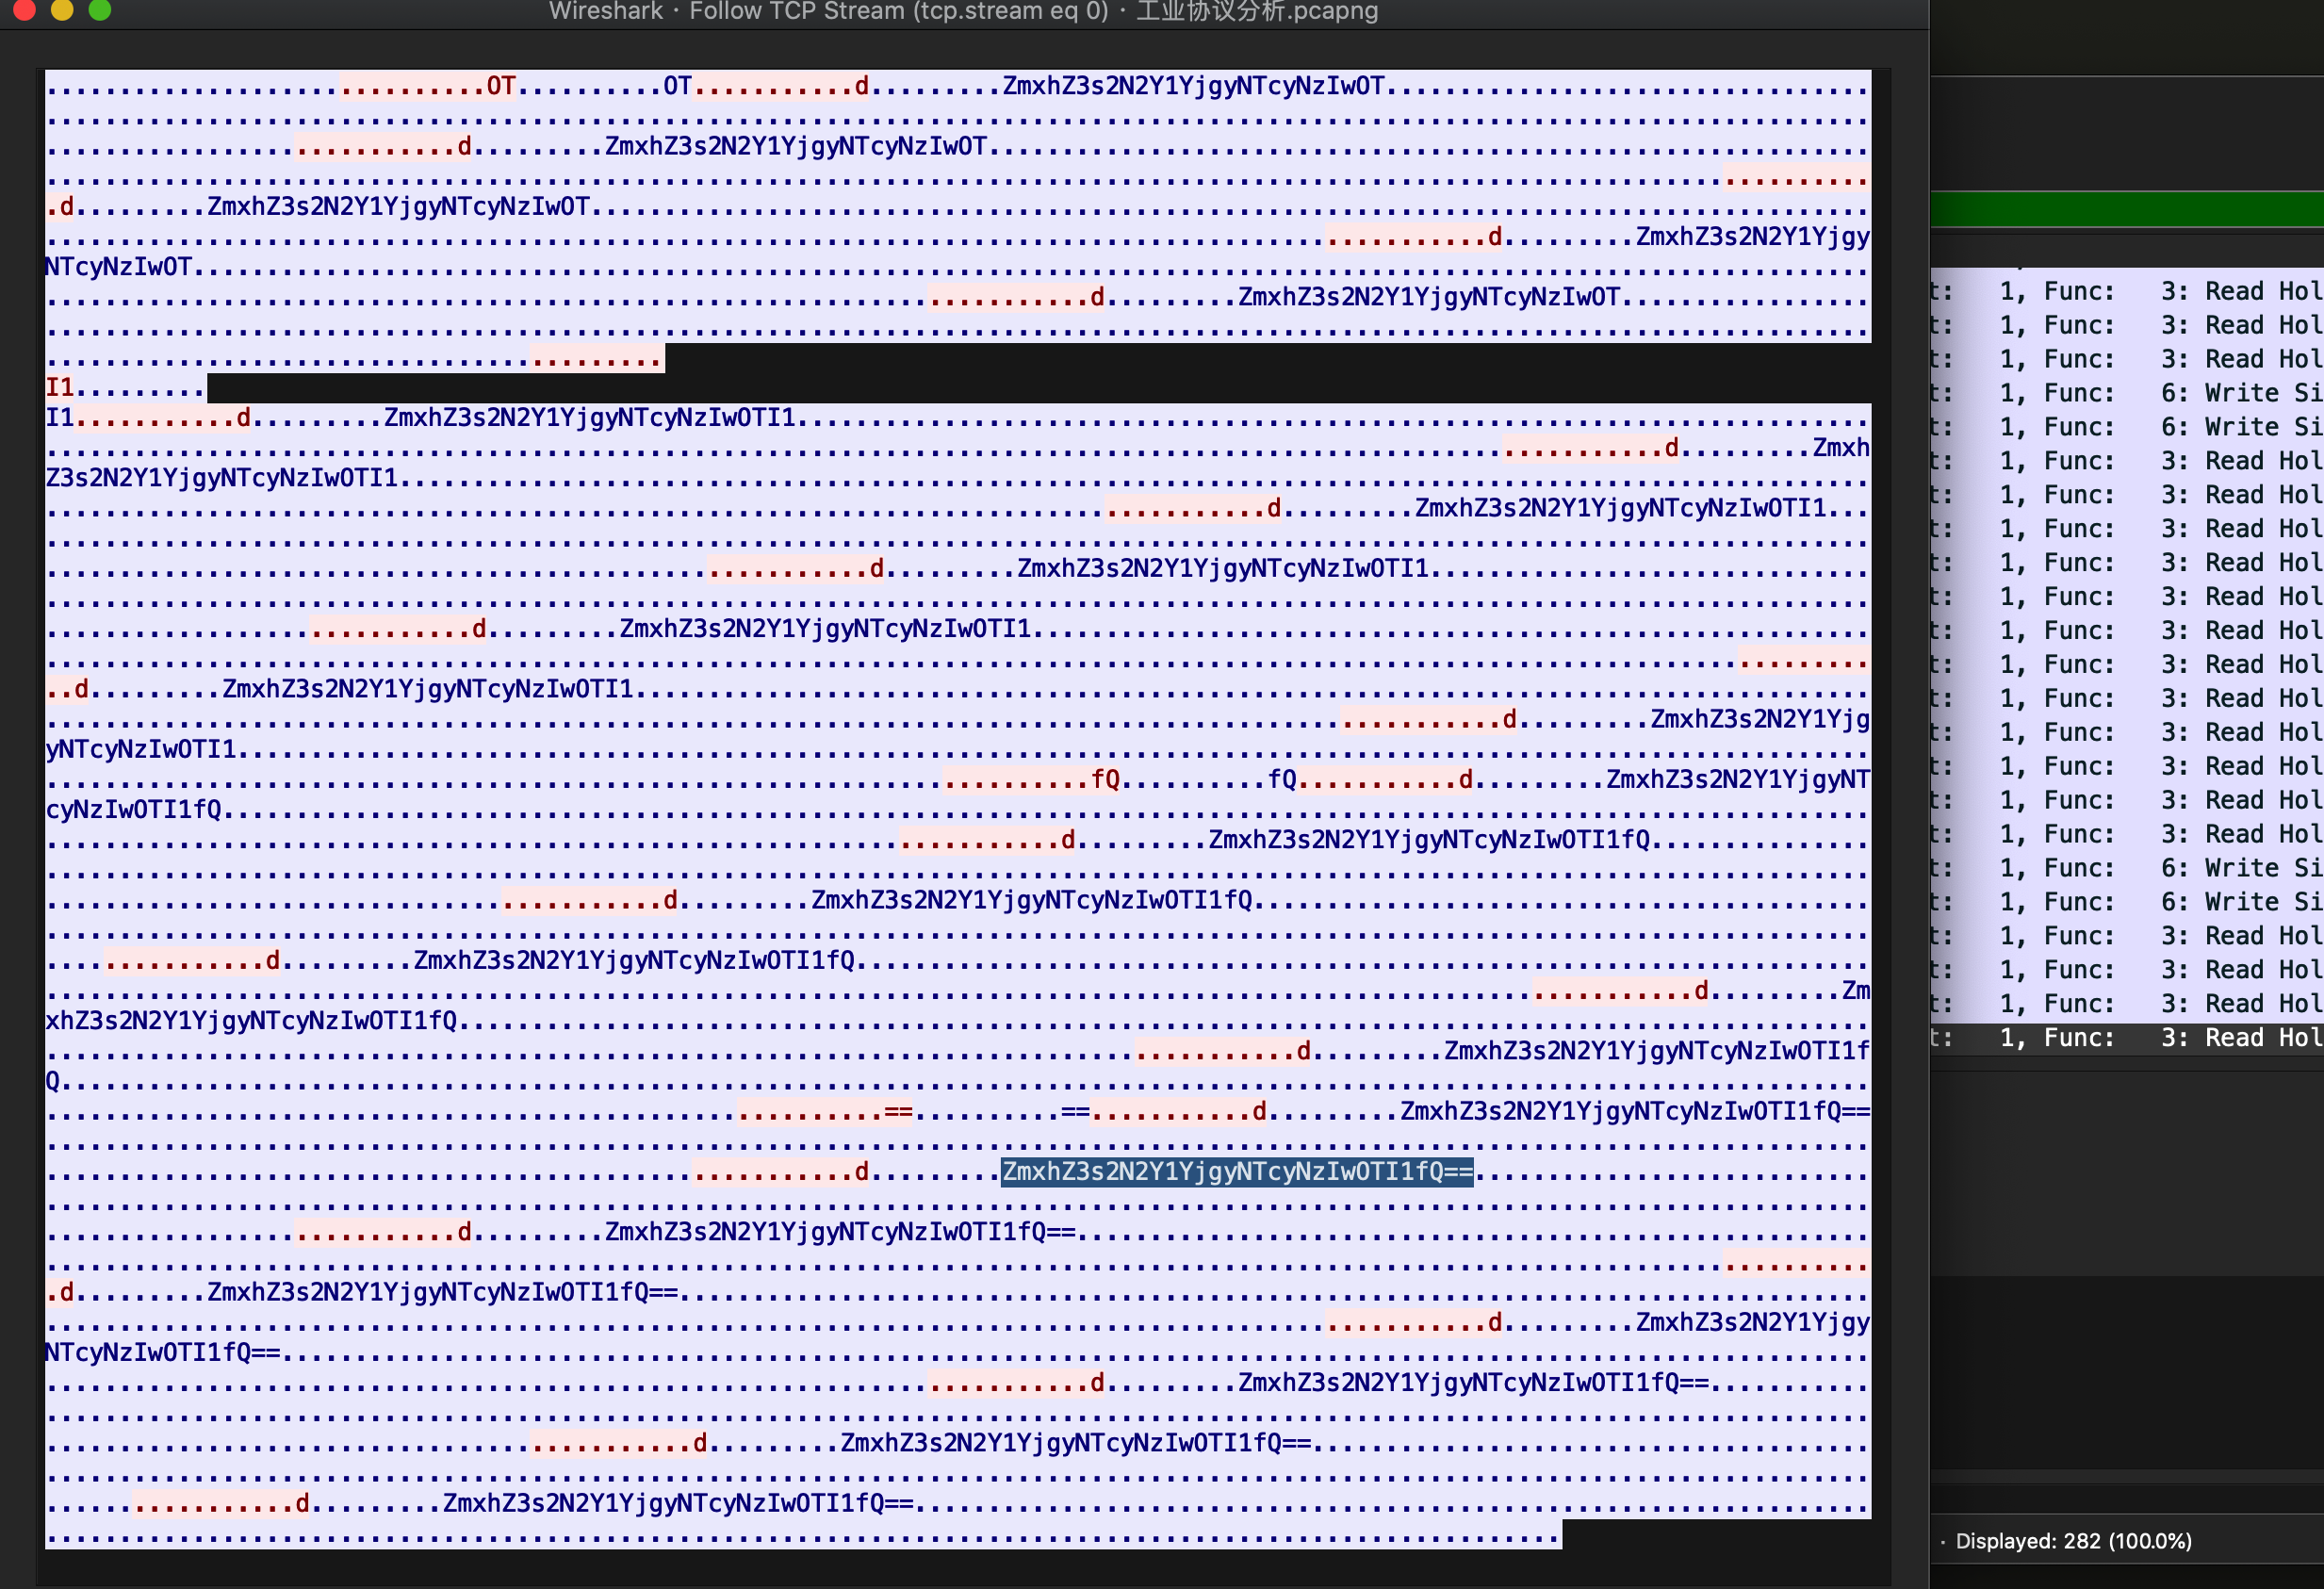 Wireshark · Follow TCP Stream (tcp.stream eq 0) · 工业协议分析.pcapng
OT OT d ZmxhZ3s2N2Y1YjgyNTcyNzIwOT
d ZmxhZ3s2N2Y1YjgyNTcyNzIwOT
.d ZmxhZ3s2N2Y1YjgyNTcyNzIwOT
d ZmxhZ3s2N2Y1Yjgy
NTcyNzIwOT
d ZmxhZ3s2N2Y1YjgyNTcyNzIwOT
I1
I1 d ZmxhZ3s2N2Y1YjgyNTcyNzIwOTI1
d Zmxh
Z3s2N2Y1YjgyNTcyNzIwOTI1
d ZmxhZ3s2N2Y1YjgyNTcyNzIwOTI1...
d ZmxhZ3s2N2Y1YjgyNTcyNzIwOTI1
d ZmxhZ3s2N2Y1YjgyNTcyNzIwOTI1
..d ZmxhZ3s2N2Y1YjgyNTcyNzIwOTI1
d ZmxhZ3s2N2Y1Yjg
yNTcyNzIwOTI1
fQ fQ d ZmxhZ3s2N2Y1YjgyNT
cyNzIwOTI1fQ
d ZmxhZ3s2N2Y1YjgyNTcyNzIwOTI1fQ
d ZmxhZ3s2N2Y1YjgyNTcyNzIwOTI1fQ
d ZmxhZ3s2N2Y1YjgyNTcyNzIwOTI1fQ
d Zm
xhZ3s2N2Y1YjgyNTcyNzIwOTI1fQ
d ZmxhZ3s2N2Y1YjgyNTcyNzIwOTI1f
Q
== == d ZmxhZ3s2N2Y1YjgyNTcyNzIwOTI1fQ==
d ZmxhZ3s2N2Y1YjgyNTcyNzIwOTI1fQ==
d ZmxhZ3s2N2Y1YjgyNTcyNzIwOTI1fQ==
.d ZmxhZ3s2N2Y1YjgyNTcyNzIwOTI1fQ==
d ZmxhZ3s2N2Y1Yjgy
NTcyNzIwOTI1fQ==
d ZmxhZ3s2N2Y1YjgyNTcyNzIwOTI1fQ==
d ZmxhZ3s2N2Y1YjgyNTcyNzIwOTI1fQ==
d ZmxhZ3s2N2Y1YjgyNTcyNzIwOTI1fQ==
t: 1, Func: 3: Read Hol
t: 1, Func: 3: Read Hol
t: 1, Func: 3: Read Hol
t: 1, Func: 6: Write Si
t: 1, Func: 6: Write Si
t: 1, Func: 3: Read Hol
t: 1, Func: 3: Read Hol
t: 1, Func: 3: Read Hol
t: 1, Func: 3: Read Hol
t: 1, Func: 3: Read Hol
t: 1, Func: 3: Read Hol
t: 1, Func: 3: Read Hol
t: 1, Func: 3: Read Hol
t: 1, Func: 3: Read Hol
t: 1, Func: 3: Read Hol
t: 1, Func: 3: Read Hol
t: 1, Func: 3: Read Hol
t: 1, Func: 6: Write Si
t: 1, Func: 6: Write Si
t: 1, Func: 3: Read Hol
t: 1, Func: 3: Read Hol
t: 1, Func: 3: Read Hol
t: 1, Func: 3: Read Hol
· Displayed: 282 (100.0%)